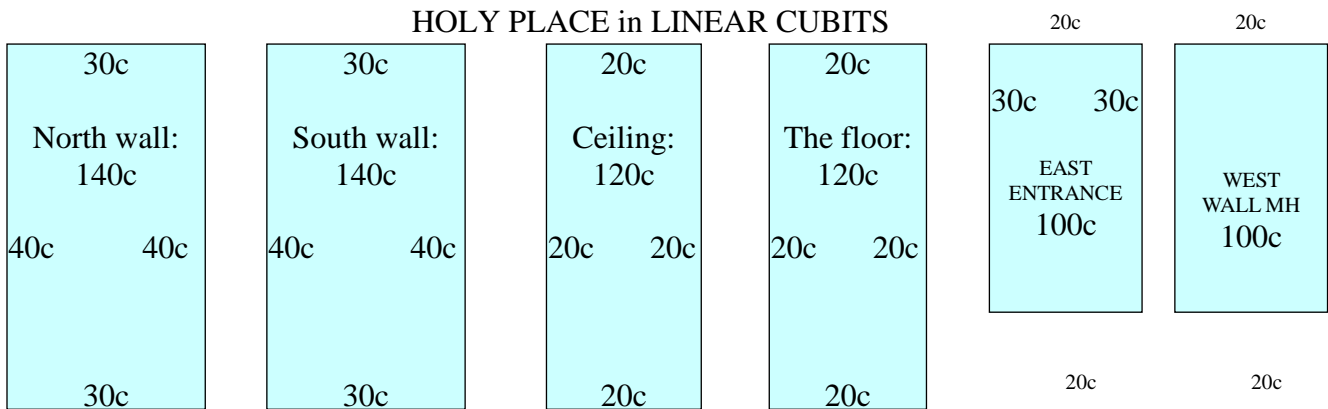 HOLY PLACE in LINEAR CUBITS
20c 20c
30c 30c 20c 20c
30c 30c
North wall: South wall: Ceiling: The floor:
140c 140c 120c 120c
EAST
ENTRANCE
100c
WEST
WALL MH
100c
40c 40c 40c 40c 20c 20c 20c 20c
20c 20c
30c 30c 20c 20c